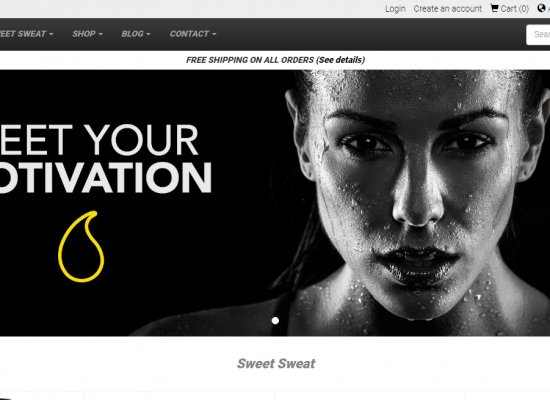 Login Create an account Cart (0)
EET SWEAT SHOP BLOG CONTACT Sear
FREE SHIPPING ON ALL ORDERS (See details)
EET YOUR
OTIVATION
Sweet Sweat